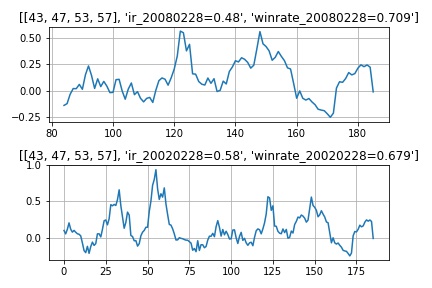 [[43, 47, 53, 57], 'ir_20080228=0.48', 'winrate_20080228=0.709']
0.50
0.25
0.00
−0.25
80 100 120 140 160 180
[[43, 47, 53, 57], 'ir_20020228=0.58', 'winrate_20020228=0.679']
1.0
0.5
0.0
0 25 50 75 100 125 150 175